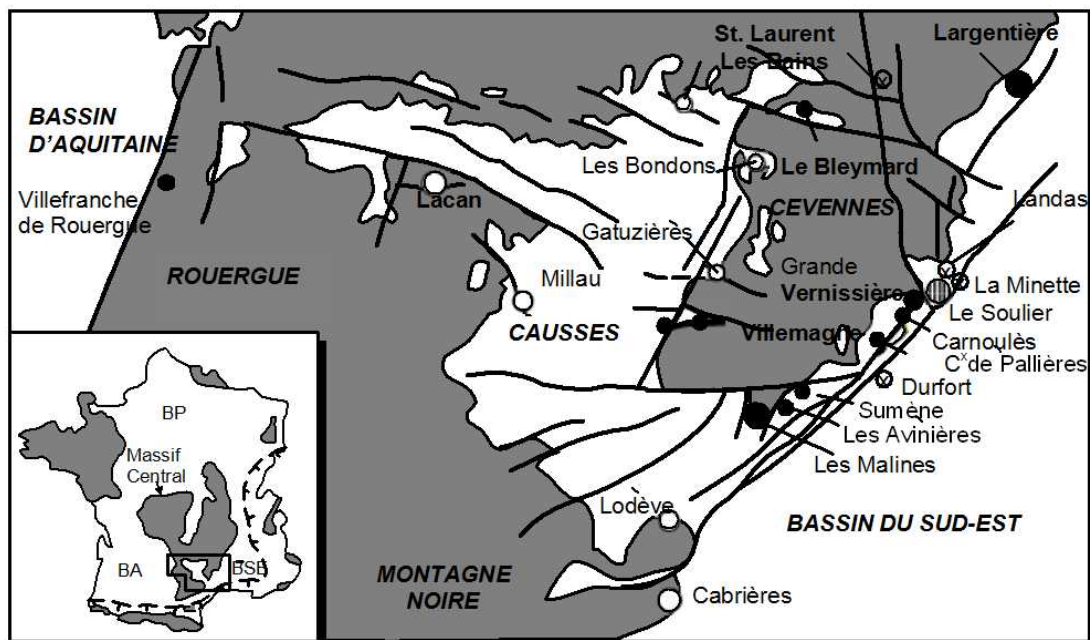 St. Laurent
Les Bains
Largentière
BASSIN
D'AQUITAINE
Les Bondons
Le Bleymard
Villefranche
de Rouergue
Lacan
CEVENNES
Landas
Gatuzières
ROUERGUE
Millau
Grande
Vernissière
La Minette
Le Soulier
CAUSSES
Villemagne
Carnoulès
Cx de Pallières
Durfort
Sumène
Les Avinières
Les Malines
Lodève
BASSIN DU SUD-EST
MONTAGNE
NOIRE
Cabrières
BP
Massif
Central
BA
BSE